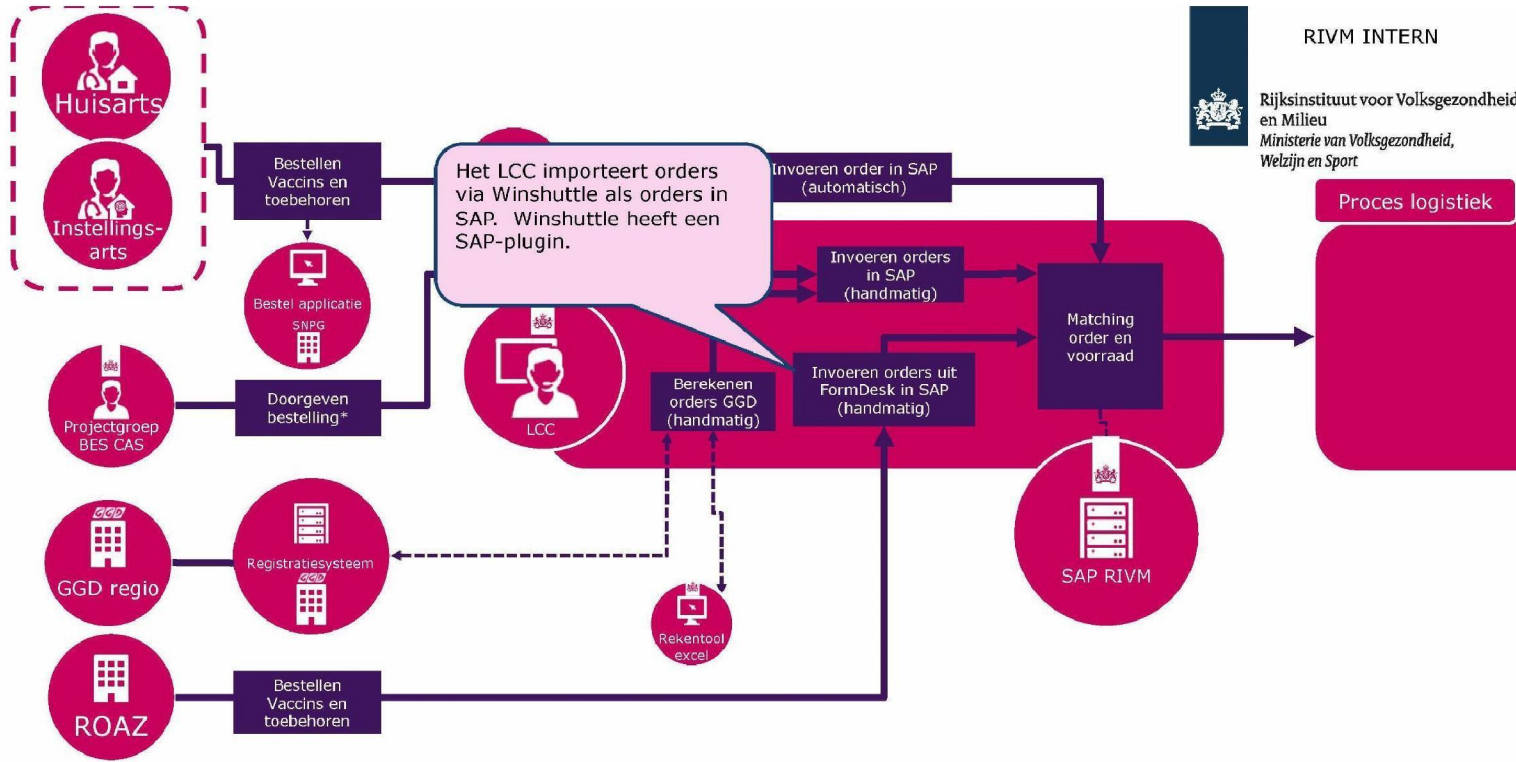 RIVM INTERN
Rijksinstituut voor Volksgezondheid
en Milieu
Ministerie van Volksgezondheid,
Welzijn en Sport
Huisarts
Instellings-
arts
Bestellen
Vaccins en
toebehoren
Bestel applicatie
SNPG
Het LCC importeert orders
via Winshuttle als orders in
SAP. Winshuttle heeft een
SAP-plugin.
Invoeren order in SAP
(automatisch)
Proces logistiek
Invoeren orders
in SAP
(handmatig)
Matching
order en
voorraad
Projectgroep
BES CAS
Doorgeven
bestelling*
LCC
Berekenen
orders GGD
(handmatig)
Invoeren orders uit
FormDesk in SAP
(handmatig)
SAP RIVM
GGD
GGD regio
Registratiesysteem
GGD
Rekentool
excel
ROAZ
Bestellen
Vaccins en
toebehoren